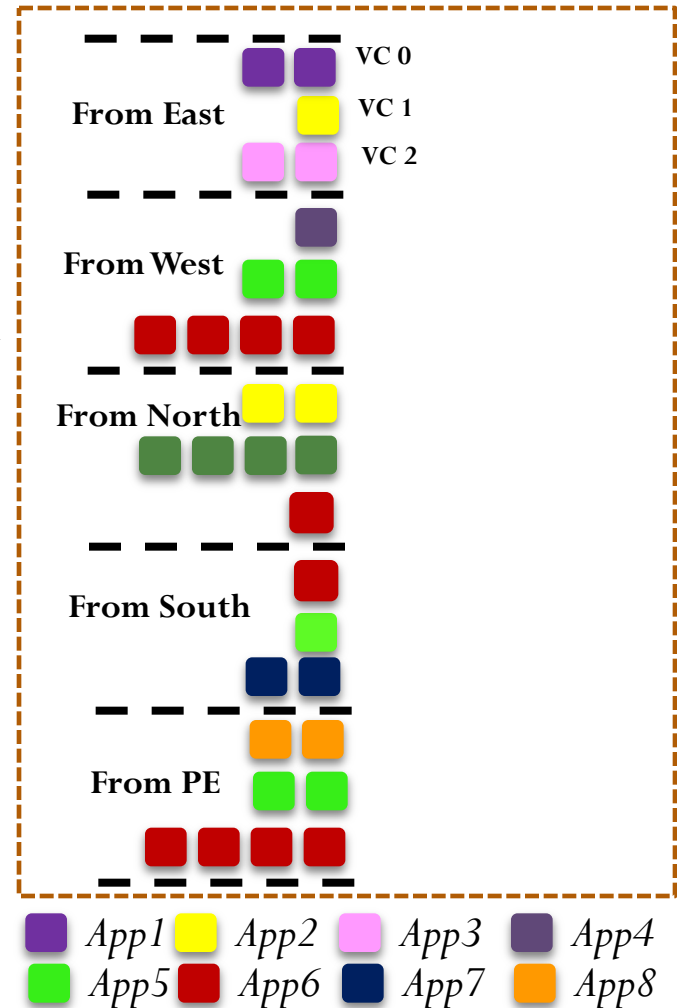 VC 0
From East
VC 1
VC 2
From West
From North
From South
From PE
App1 App2 App3 App4
App5 App6 App7 App8